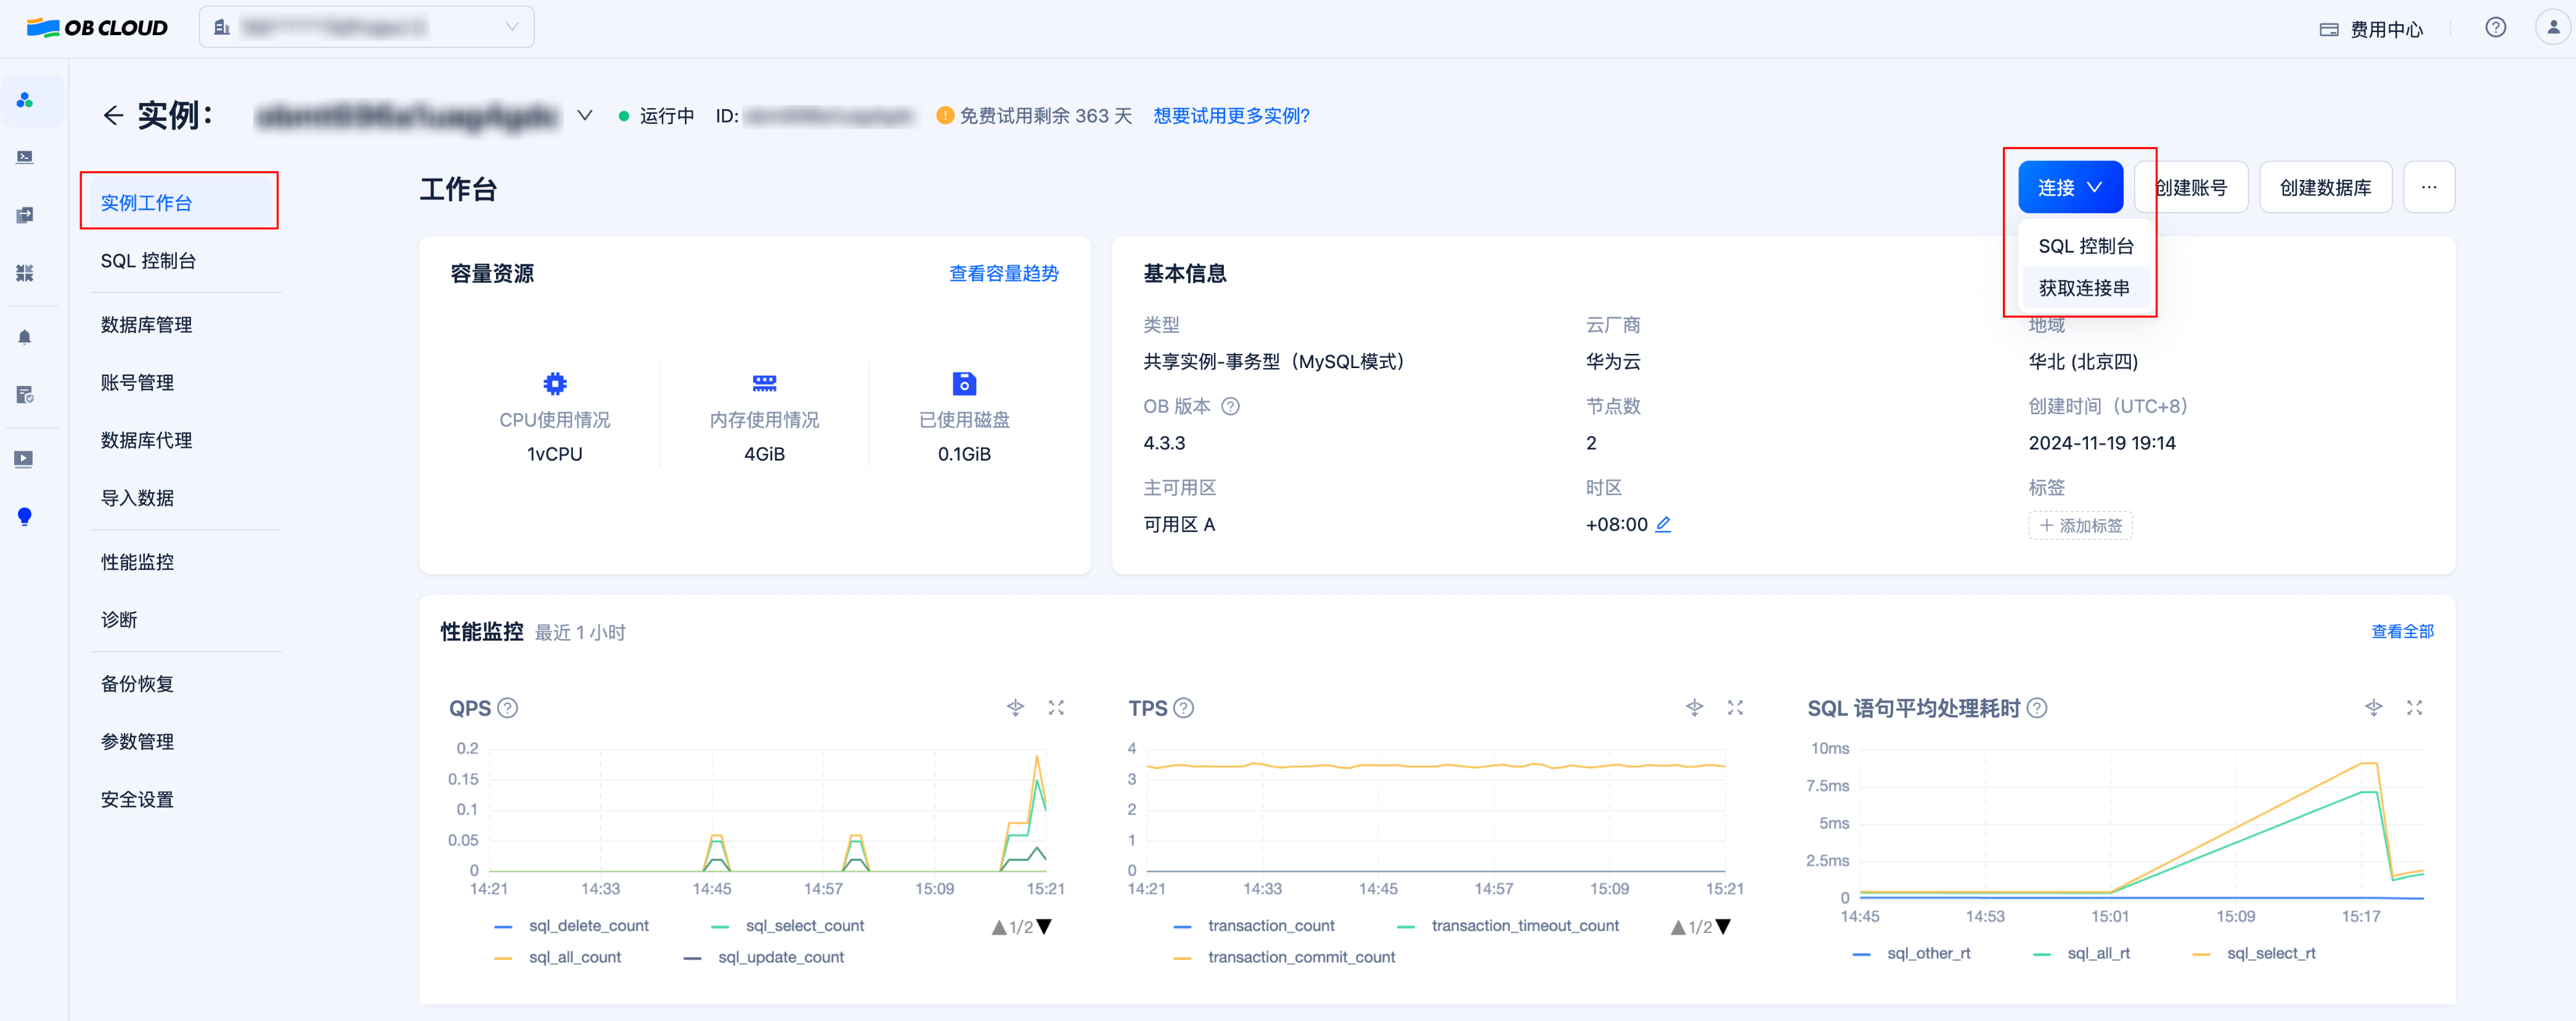 OB CLOUD
费用中心
实例：
运行中
ID:
免费试用剩余 363 天
想要试用更多实例?
实例工作台
SQL 控制台
数据库管理
账号管理
数据库代理
导入数据
性能监控
诊断
备份恢复
参数管理
安全设置
工作台
连接
创建账号
创建数据库
...
SQL 控制台
获取连接串
容量资源
查看容量趋势
CPU使用情况
1vCPU
内存使用情况
4GiB
已使用磁盘
0.1GiB
基本信息
类型
共享实例-事务型（MySQL模式）
云厂商
华为云
地域
华北 (北京四)
OB 版本
4.3.3
节点数
2
创建时间（UTC+8）
2024-11-19 19:14
主可用区
可用区 A
时区
+08:00
标签
+ 添加标签
性能监控 最近 1 小时
查看全部
QPS
0.2
0.15
0.1
0.05
0
14:21 14:33 14:45 14:57 15:09 15:21
sql_delete_count sql_select_count 1/2
sql_all_count sql_update_count
TPS
4
3
2
1
0
14:21 14:33 14:45 14:57 15:09 15:21
transaction_count transaction_timeout_count 1/2
transaction_commit_count
SQL 语句平均处理耗时
10ms
7.5ms
5ms
2.5ms
0
14:45 14:53 15:01 15:09 15:17
sql_other_rt sql_all_rt sql_select_rt